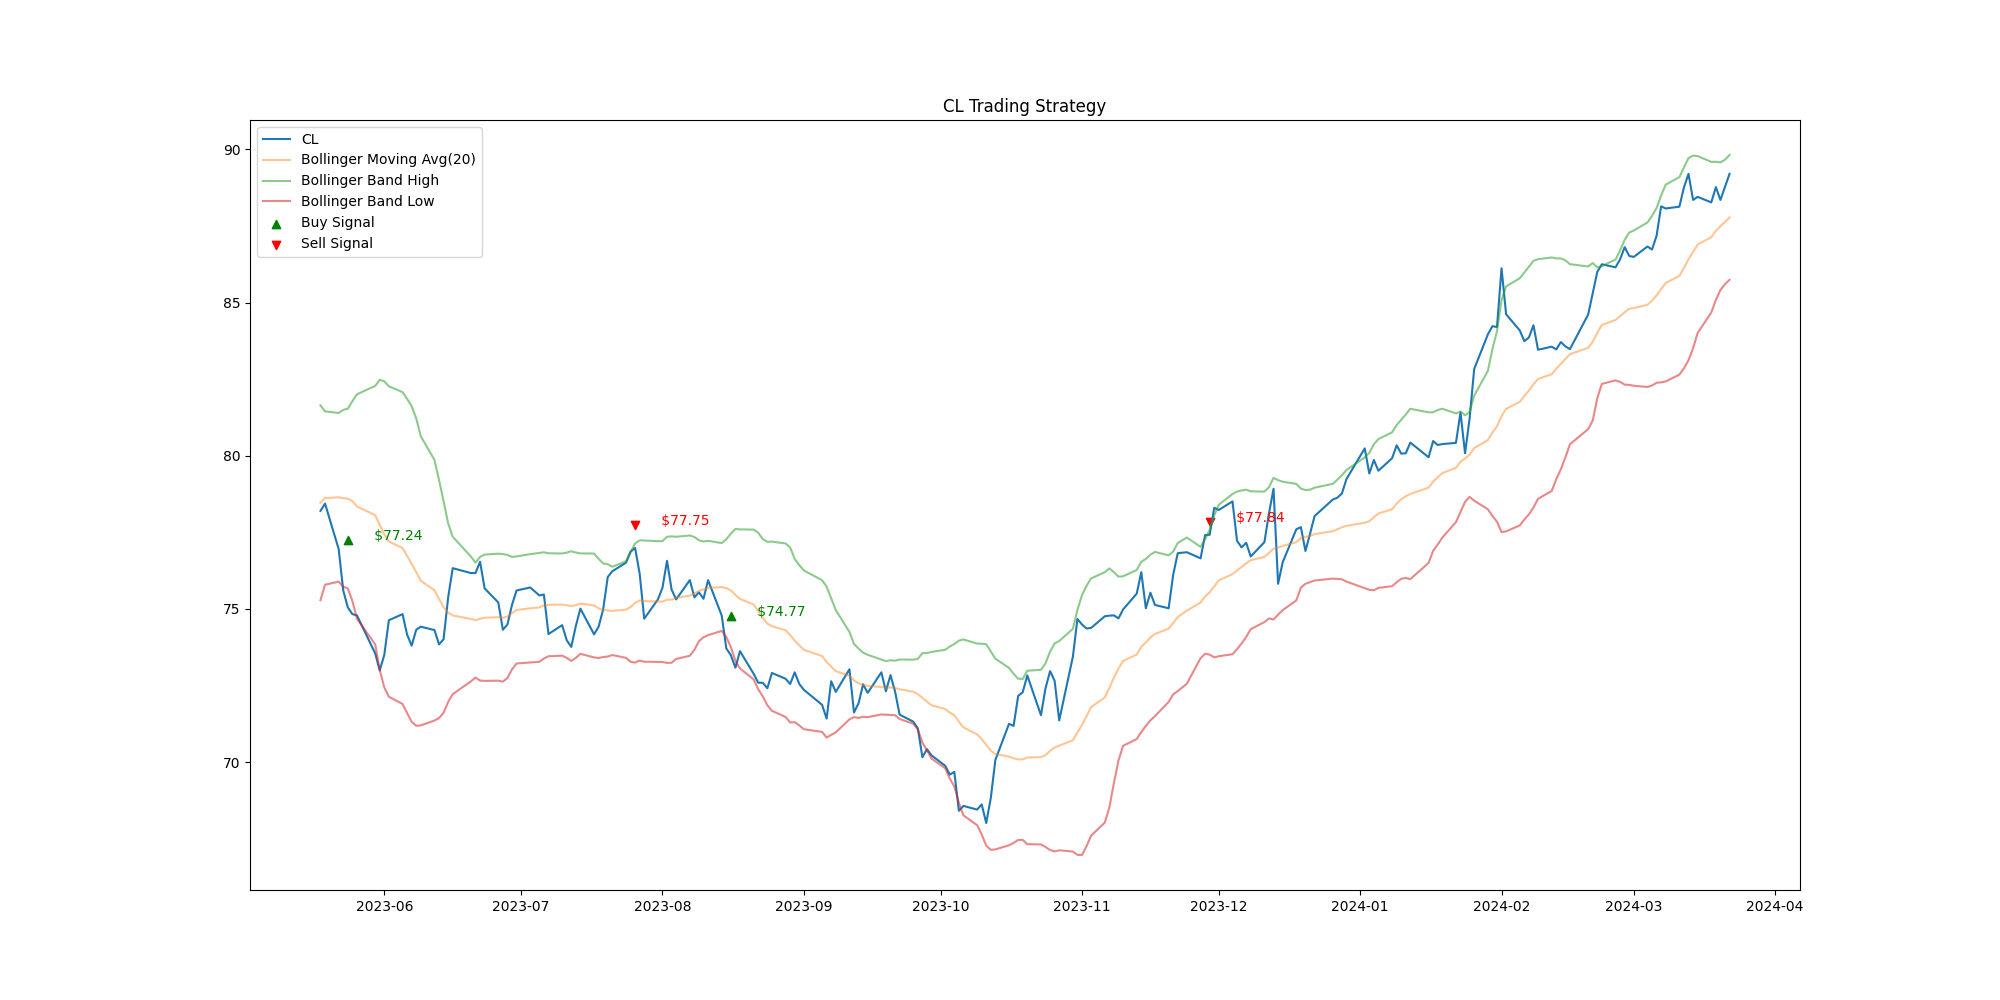 CL Trading Strategy
CL
Bollinger Moving Avg(20)
Bollinger Band High
Bollinger Band Low
Buy Signal
Sell Signal
90
85
80
75
70
$77.24
$77.75
$74.77
$77.84
2023-06
2023-07
2023-08
2023-09
2023-10
2023-11
2023-12
2024-01
2024-02
2024-03
2024-04